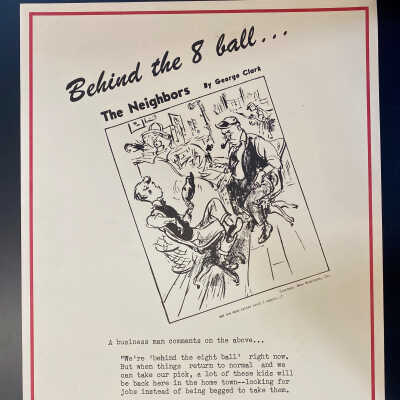 Behind the 8 ball...
The Neighbors By George Clark
A business man comments on the above...
"We're 'behind the eight ball' right now.
But when things return to normal and we
can take our pick, a lot of these kids will
be back here in the home town--looking for
jobs instead of being begged to take them.